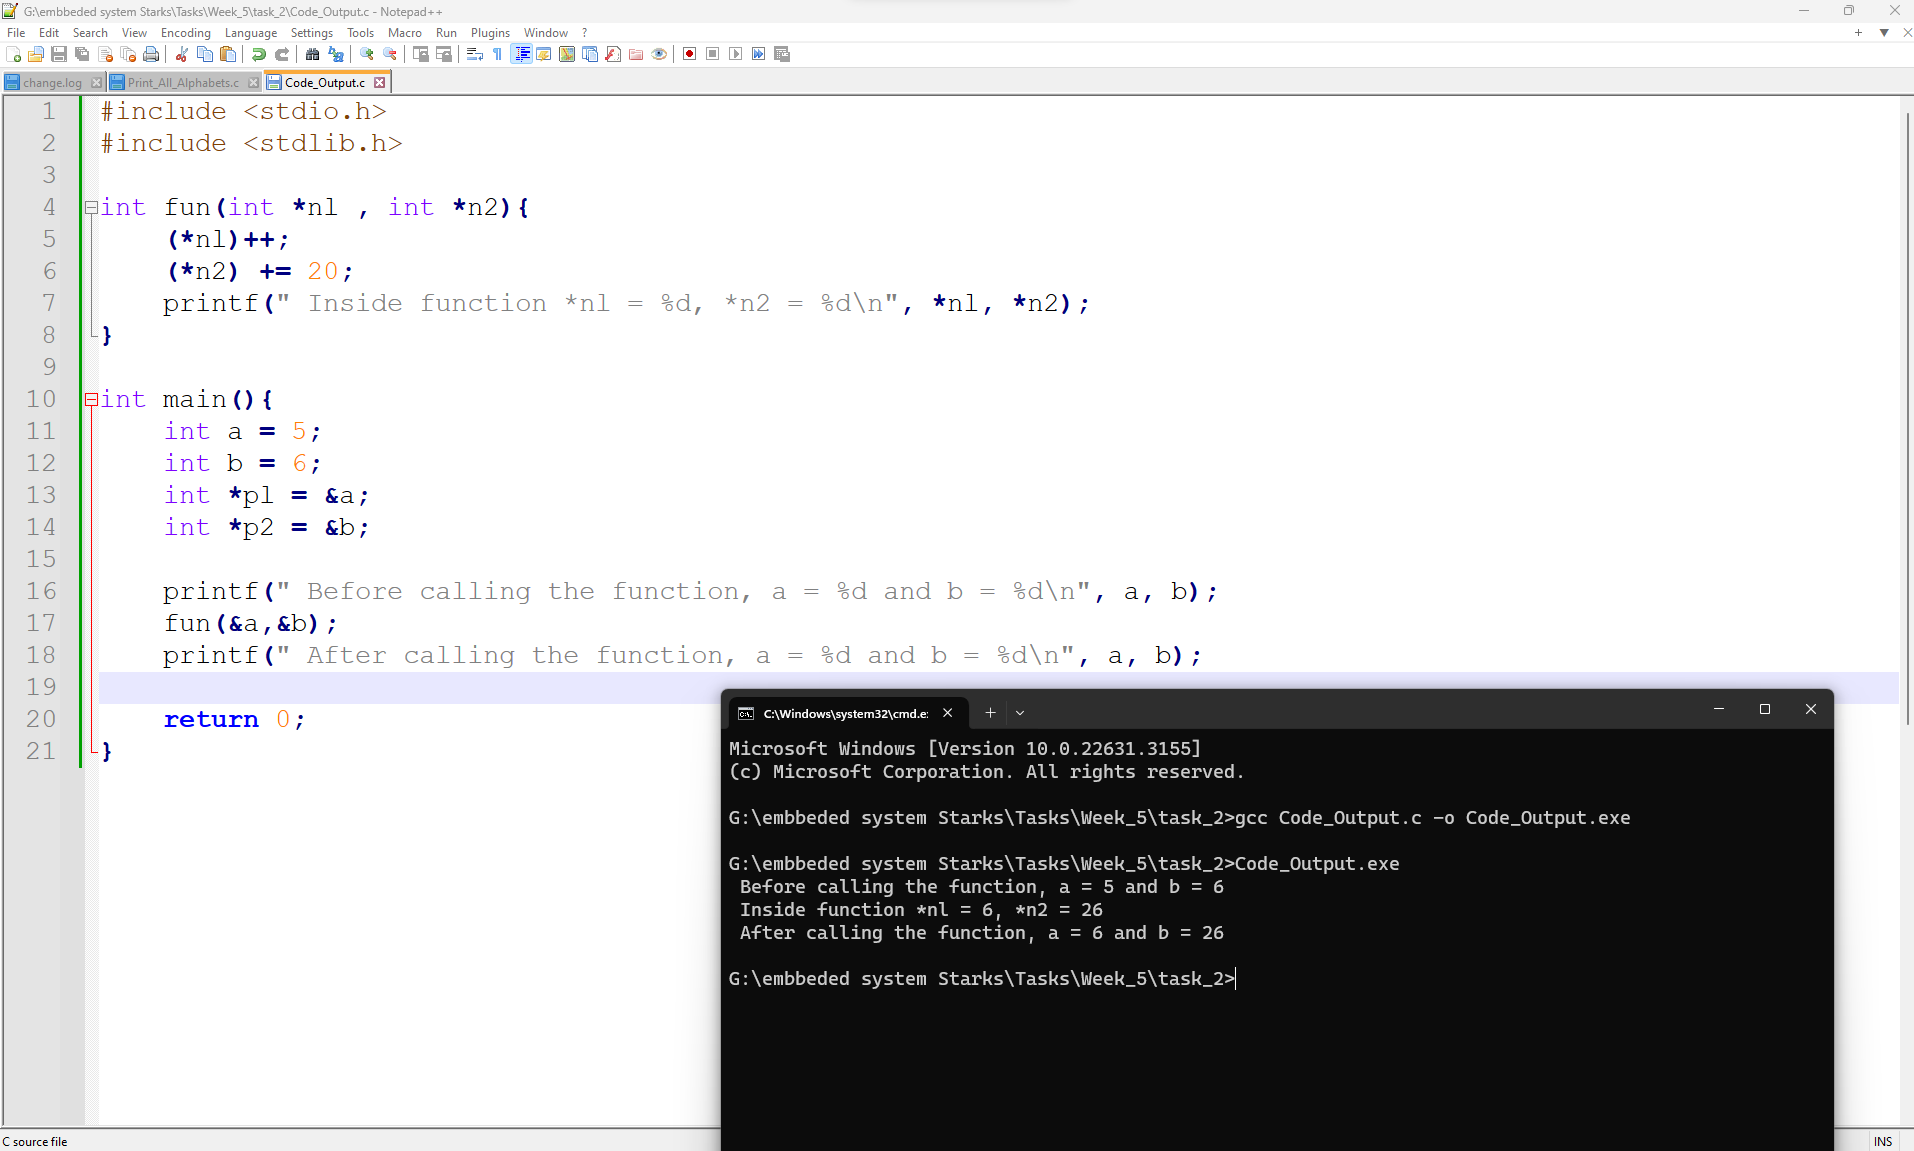 G:\embbeded system Starks\Tasks\Week_5\task_2\Code_Output.c - Notepad++
File Edit Search View Encoding Language Settings Tools Macro Run Plugins Window ?
change.log Print_All_Alphabets.c Code_Output.c
1 #include <stdio.h>
2 #include <stdlib.h>
3
4 int fun(int *nl , int *n2){
5 (*nl)++;
6 (*n2) += 20;
7 printf(" Inside function *nl = %d, *n2 = %d\n", *nl, *n2);
8 }
9
10 int main(){
11 int a = 5;
12 int b = 6;
13 int *pl = &a;
14 int *p2 = &b;
15
16 printf(" Before calling the function, a = %d and b = %d\n", a, b);
17 fun(&a,&b);
18 printf(" After calling the function, a = %d and b = %d\n", a, b);
19
20 return 0;
21 }
C:\Windows\system32\cmd.e:
Microsoft Windows [Version 10.0.22631.3155]
(c) Microsoft Corporation. All rights reserved.
G:\embbeded system Starks\Tasks\Week_5\task_2>gcc Code_Output.c -o Code_Output.exe
G:\embbeded system Starks\Tasks\Week_5\task_2>Code_Output.exe
Before calling the function, a = 5 and b = 6
Inside function *nl = 6, *n2 = 26
After calling the function, a = 6 and b = 26
G:\embbeded system Starks\Tasks\Week_5\task_2>
C source file INS